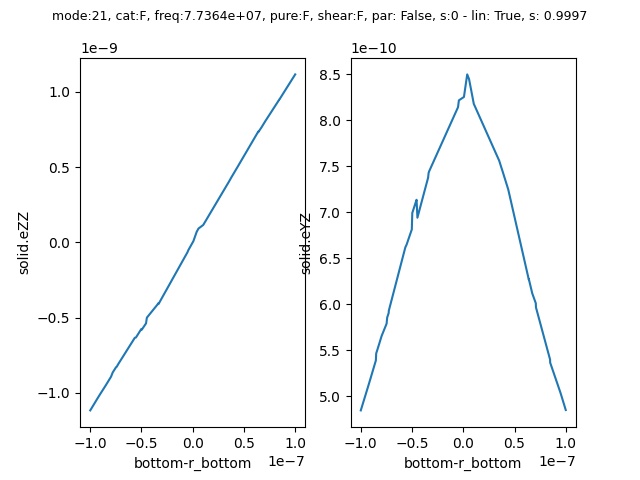 mode:21, cat:F, freq:7.7364e+07, pure:F, shear:F, par: False, s:0 - lin: True, s: 0.9997
1e−9
1.0
0.5
0.0
−0.5
−1.0
solid.eZZ
−1.0 −0.5 0.0 0.5 1.0
bottom-r_bottom 1e−7
1e−10
8.5
8.0
7.5
7.0
6.5
6.0
5.5
5.0
solid.eYZ
−1.0 −0.5 0.0 0.5 1.0
bottom-r_bottom 1e−7